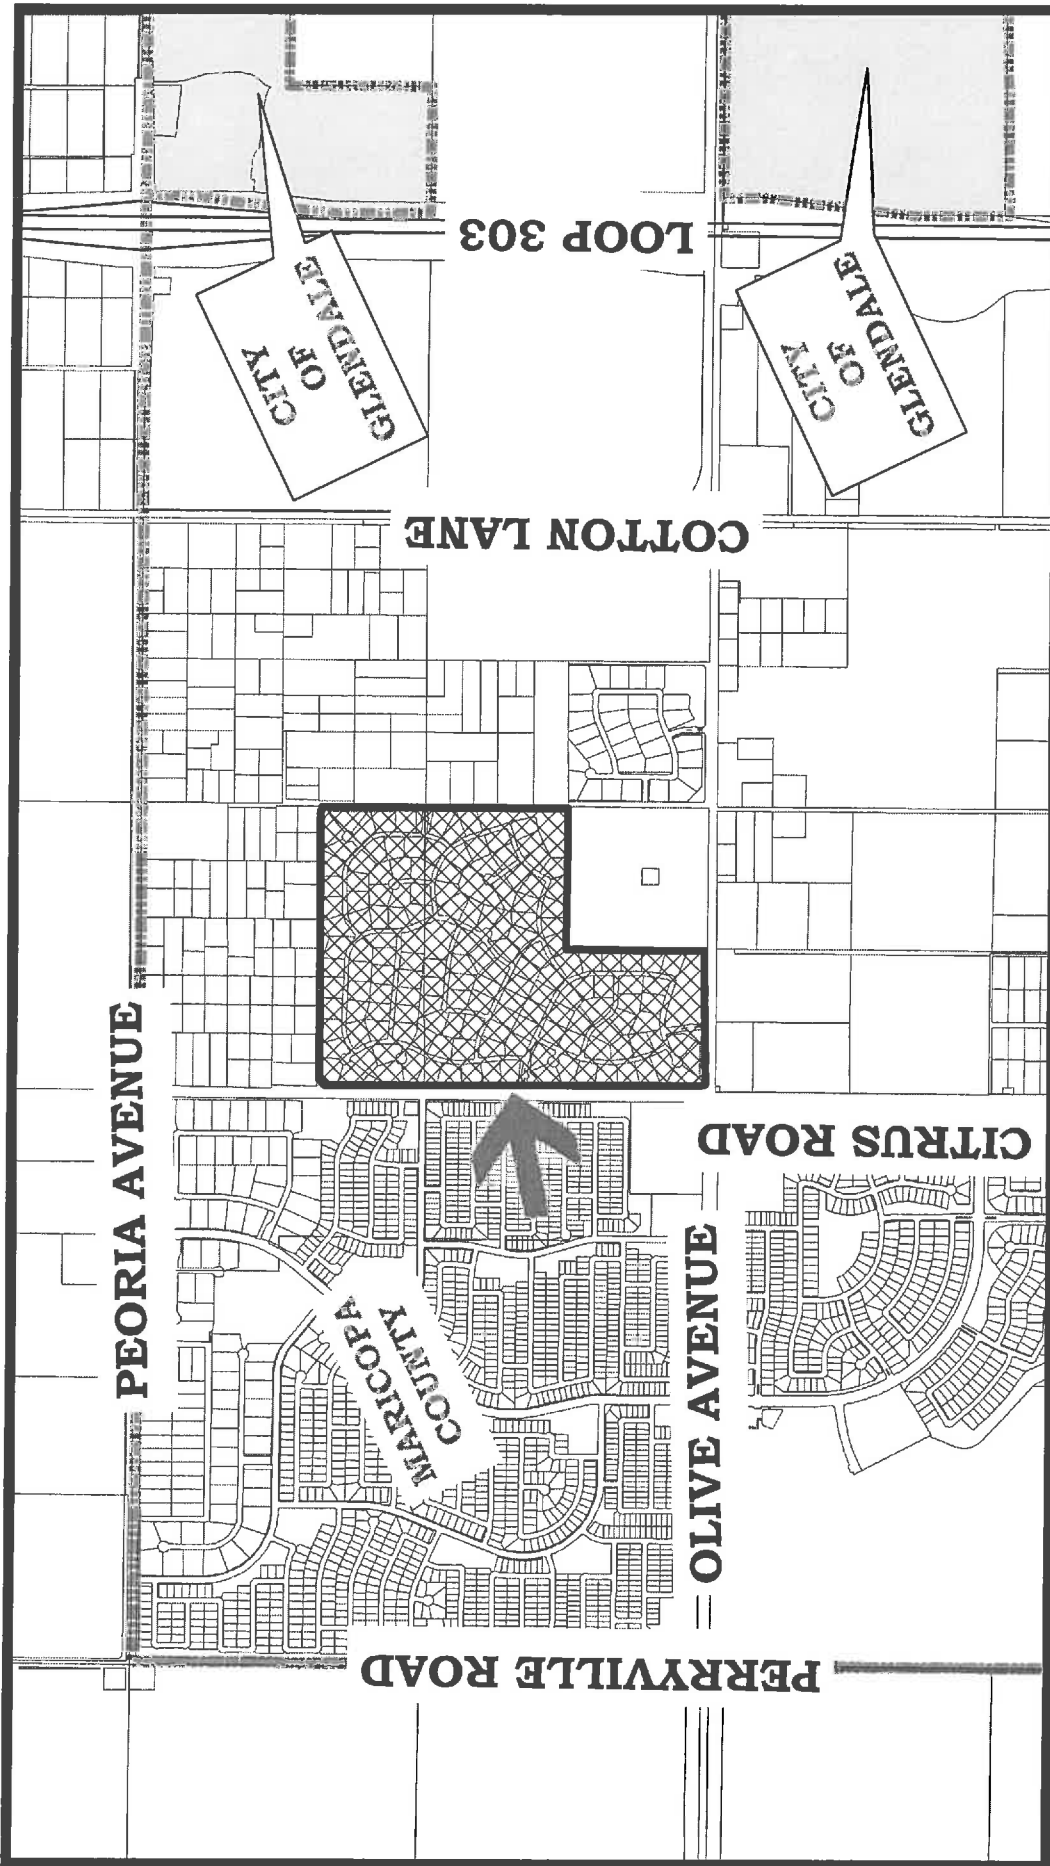 CITY
OF
GLENDALE
CITY
OF
GLENDALE
LOOP 303
COTTON LANE
PEORIA AVENUE
CITRUS ROAD
MARICOPA
COUNTY
OLIVE AVENUE
PERRYVILLE ROAD